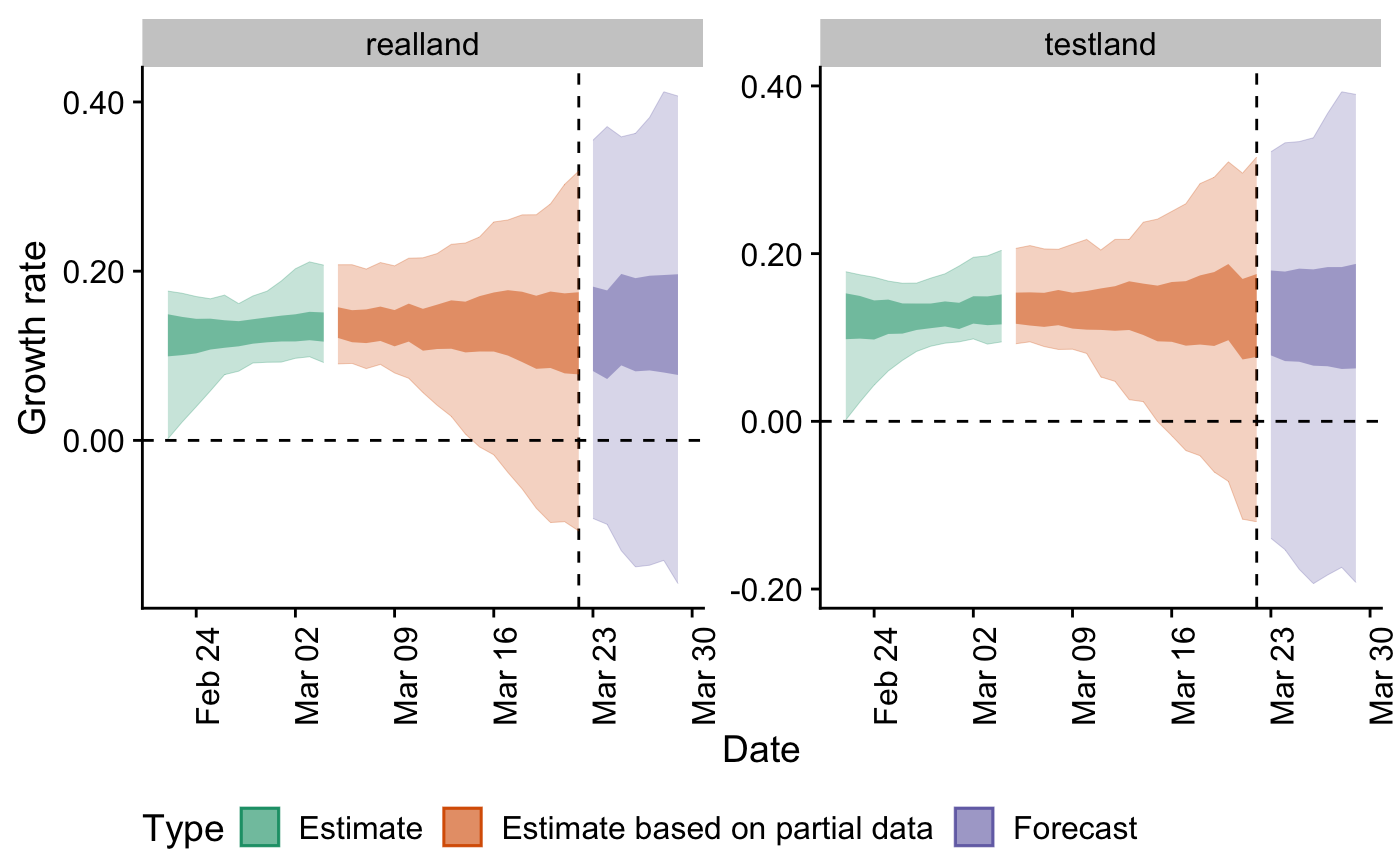 realland
testland
Growth rate
0.40
0.20
0.00
0.40
0.20
0.00
-0.20
Feb 24
Mar 02
Mar 09
Mar 16
Mar 23
Mar 30
Feb 24
Mar 02
Mar 09
Mar 16
Mar 23
Mar 30
Date
Type Estimate Estimate based on partial data Forecast